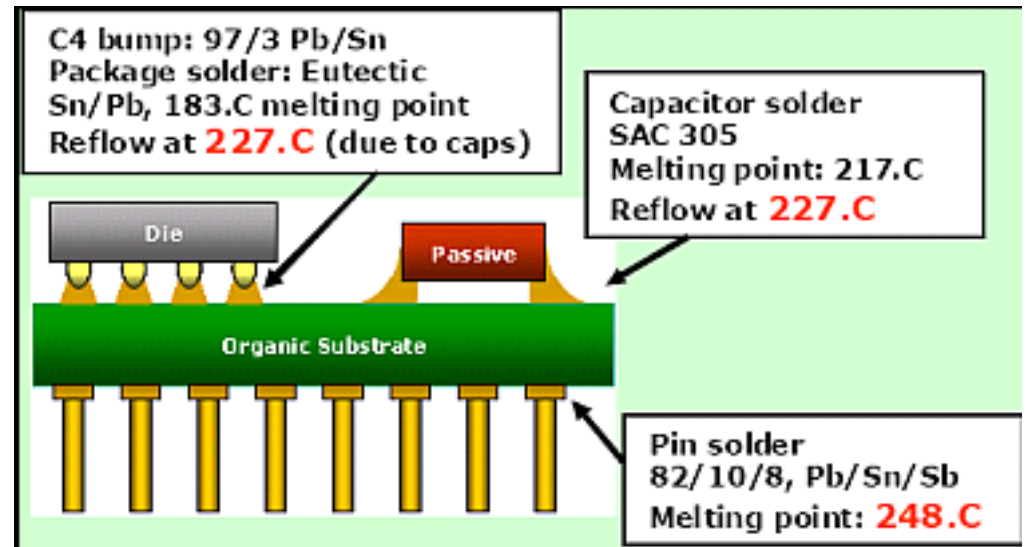 C4 bump: 97/3 Pb/Sn
Package solder: Eutectic
Sn/Pb, 183.C melting point
Reflow at 227.C (due to caps)
Capacitor solder
SAC 305
Melting point: 217.C
Reflow at 227.C
Die
Passive
Organic Substrate
Pin solder
82/10/8, Pb/Sn/Sb
Melting point: 248.C